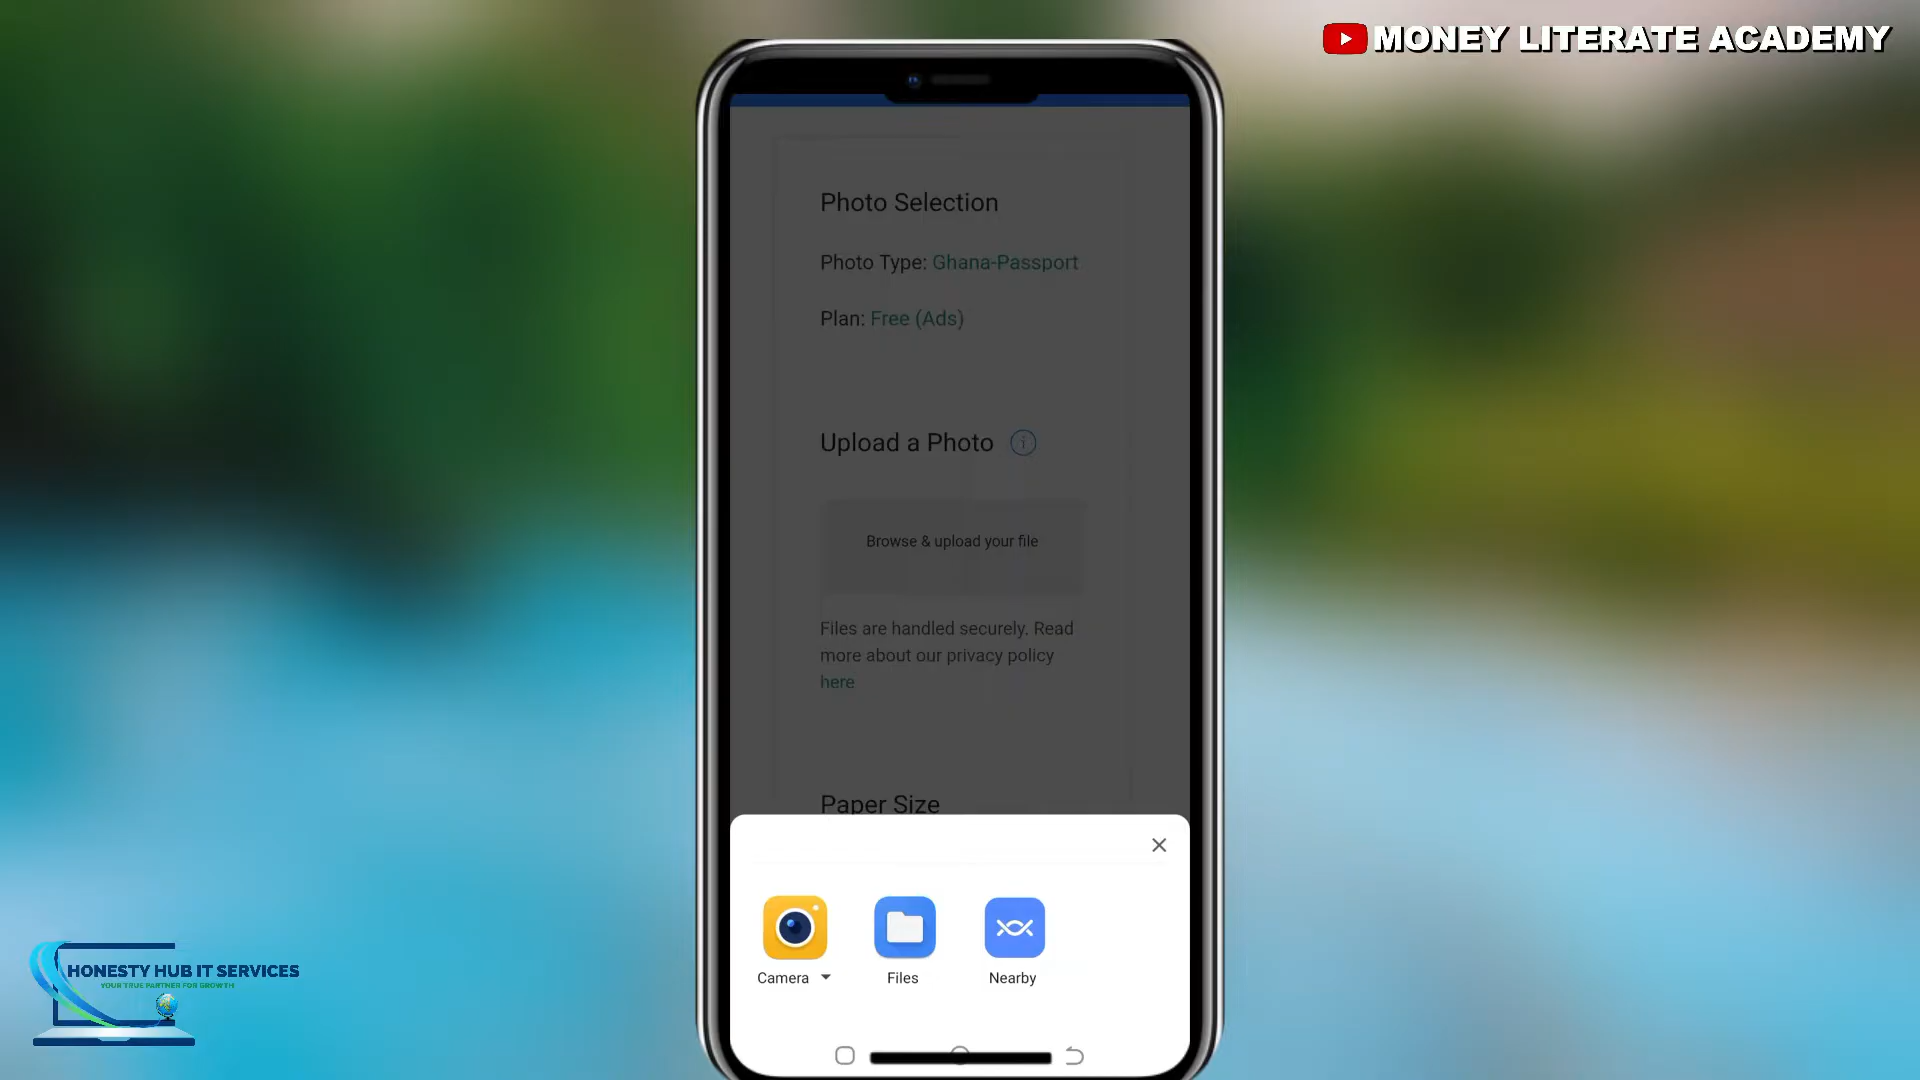 MONEY LITERATE ACADEMY
Photo Selection
Photo Type: Ghana-Passport
Plan: Free (Ads)
Upload a Photo
Browse & upload your file
Files are handled securely. Read
more about our privacy policy
here
Paper Size
Camera
Files
Nearby
HONESTY HUB IT SERVICES
YOUR TRUE PARTNER FOR GROWTH